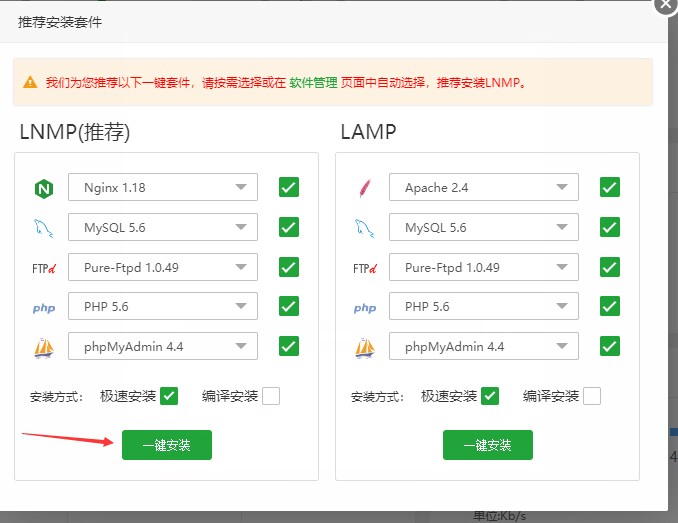 推荐安装套件
我们为您推荐以下一键套件，请按需选择或在 软件管理 页面中自动选择，推荐安装LNMP。
LNMP(推荐)
Nginx 1.18
MySQL 5.6
FTPd Pure-Ftpd 1.0.49
php PHP 5.6
phpMyAdmin 4.4
安装方式： 极速安装 编译安装
一键安装
LAMP
Apache 2.4
MySQL 5.6
FTPd Pure-Ftpd 1.0.49
php PHP 5.6
phpMyAdmin 4.4
安装方式： 极速安装 编译安装
一键安装
4
单位:Kb/s